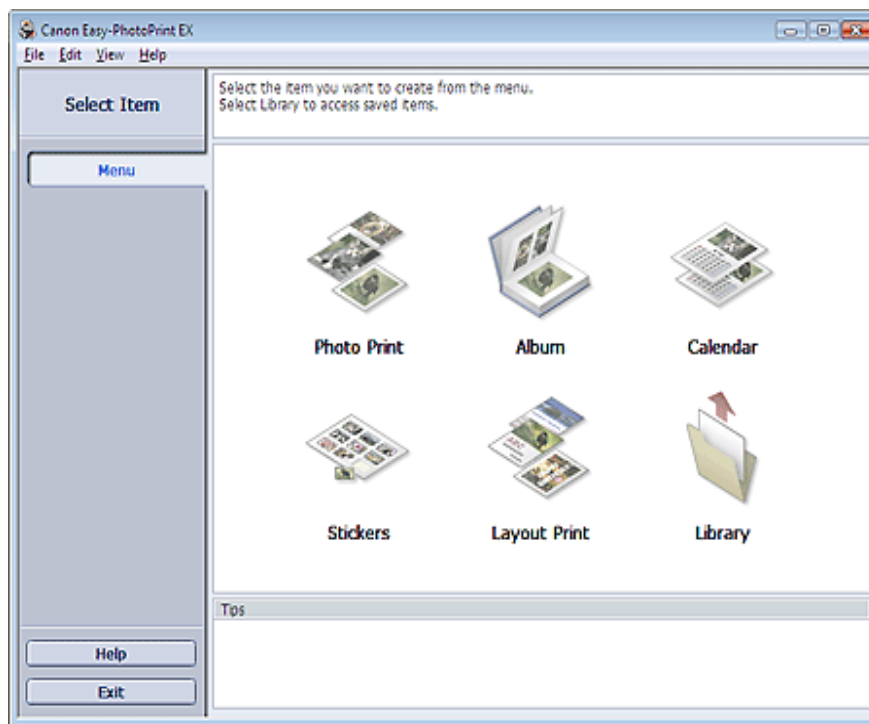 Canon Easy-PhotoPrint EX
File Edit View Help
Select Item
Select the item you want to create from the menu.
Select Library to access saved items.
Menu
Photo Print
Album
Calendar
Stickers
Layout Print
Library
Tips
Help
Exit